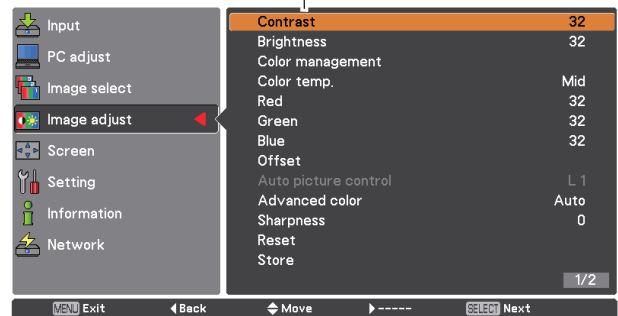 Input
PC adjust
Image select
Image adjust
Screen
Setting
Information
Network
Contrast 32
Brightness 32
Color management
Color temp. Mid
Red 32
Green 32
Blue 32
Offset
Auto picture control L 1
Advanced color Auto
Sharpness 0
Reset
Store
1/2
MENU Exit Back Move ----- SELECT Next